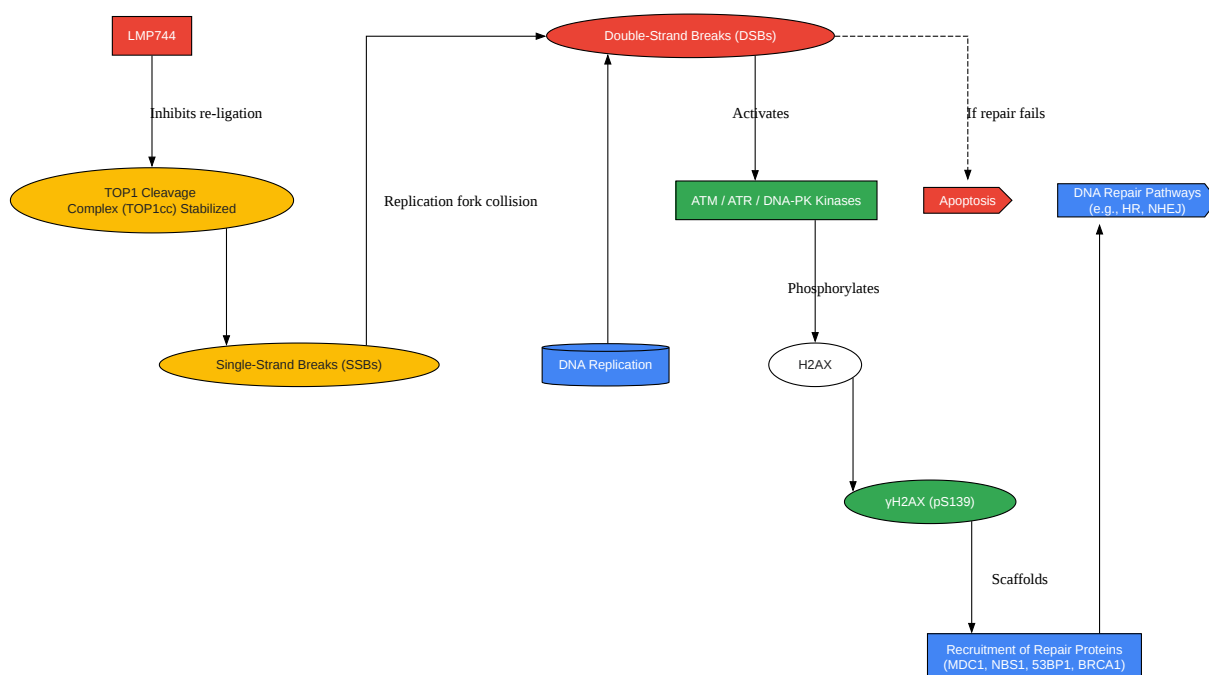 LMP744
Double-Strand Breaks (DSBs)
Inhibits re-ligation
Activates
If repair fails
TOP1 Cleavage
Complex (TOP1cc) Stabilized
Replication fork collision
ATM / ATR / DNA-PK Kinases
Apoptosis
DNA Repair Pathways
(e.g., HR, NHEJ)
Phosphorylates
Single-Strand Breaks (SSBs)
DNA Replication
H2AX
γH2AX (pS139)
Scaffolds
Recruitment of Repair Proteins
(MDC1, NBS1, 53BP1, BRCA1)